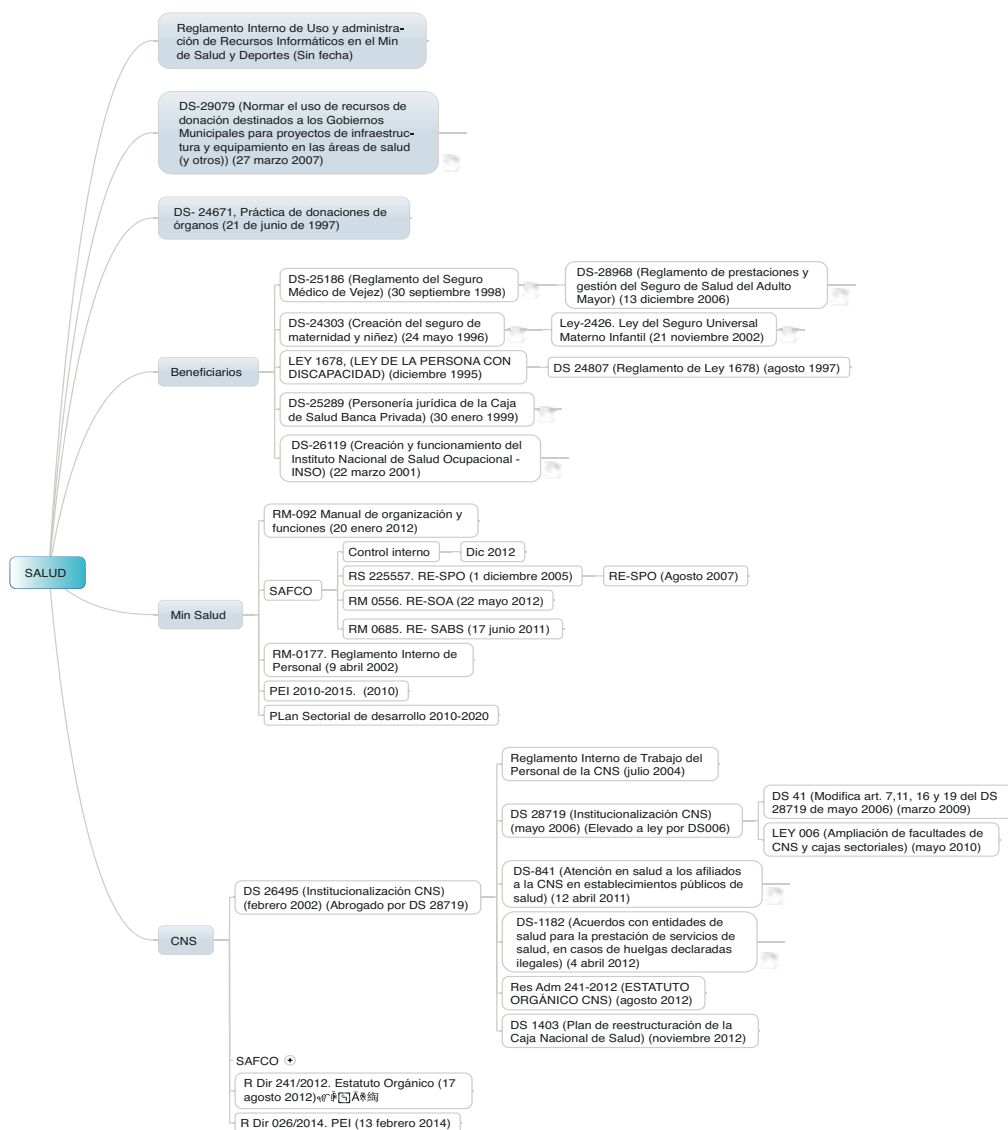 Reglamento Interno de Uso y administra-
ción de Recursos Informáticos en el Min
de Salud y Deportes (Sin fecha)
DS-29079 (Normar el uso de recursos de
donación destinados a los Gobiernos
Municipales para proyectos de infraestruc-
tura y equipamiento en las áreas de salud
(y otros)) (27 marzo 2007)
DS- 24671, Práctica de donaciones de
órganos (21 de junio de 1997)
SALUD
Beneficiarios
DS-25186 (Reglamento del Seguro
Médico de Vejez) (30 septiembre 1998)
DS-28968 (Reglamento de prestaciones y
gestión del Seguro de Salud del Adulto
Mayor) (13 diciembre 2006)
DS-24303 (Creación del seguro de
maternidad y niñez) (24 mayo 1996)
Ley-2426. Ley del Seguro Universal
Materno Infantil (21 noviembre 2002)
LEY 1678, (LEY DE LA PERSONA CON
DISCAPACIDAD) (diciembre 1995)
DS 24807 (Reglamento de Ley 1678) (agosto 1997)
DS-25289 (Personería jurídica de la Caja
de Salud Banca Privada) (30 enero 1999)
DS-26119 (Creación y funcionamiento del
Instituto Nacional de Salud Ocupacional -
INSO) (22 marzo 2001)
Min Salud
RM-092 Manual de organización y
funciones (20 enero 2012)
SAFCO
Control interno
Dic 2012
RS 225557. RE-SPO (1 diciembre 2005)
RE-SPO (Agosto 2007)
RM 0556. RE-SOA (22 mayo 2012)
RM 0685. RE- SABS (17 junio 2011)
RM-0177. Reglamento Interno de
Personal (9 abril 2002)
PEI 2010-2015. (2010)
PLan Sectorial de desarrollo 2010-2020
CNS
DS 26495 (Institucionalización CNS)
(febrero 2002) (Abrogado por DS 28719)
Reglamento Interno de Trabajo del
Personal de la CNS (julio 2004)
DS 28719 (Institucionalización CNS)
(mayo 2006) (Elevado a ley por DS006)
DS 41 (Modifica art. 7,11, 16 y 19 del DS
28719 de mayo 2006) (marzo 2009)
LEY 006 (Ampliación de facultades de
CNS y cajas sectoriales) (mayo 2010)
DS-841 (Atención en salud a los afiliados
a la CNS en establecimientos públicos de
salud) (12 abril 2011)
DS-1182 (Acuerdos con entidades de
salud para la prestación de servicios de
salud, en casos de huelgas declaradas
ilegales) (4 abril 2012)
Res Adm 241-2012 (ESTATUTO
ORGÁNICO CNS) (agosto 2012)
DS 1403 (Plan de reestructuración de la
Caja Nacional de Salud) (noviembre 2012)
SAFCO
R Dir 241/2012. Estatuto Orgánico (17
agosto 2012)
R Dir 026/2014. PEI (13 febrero 2014)